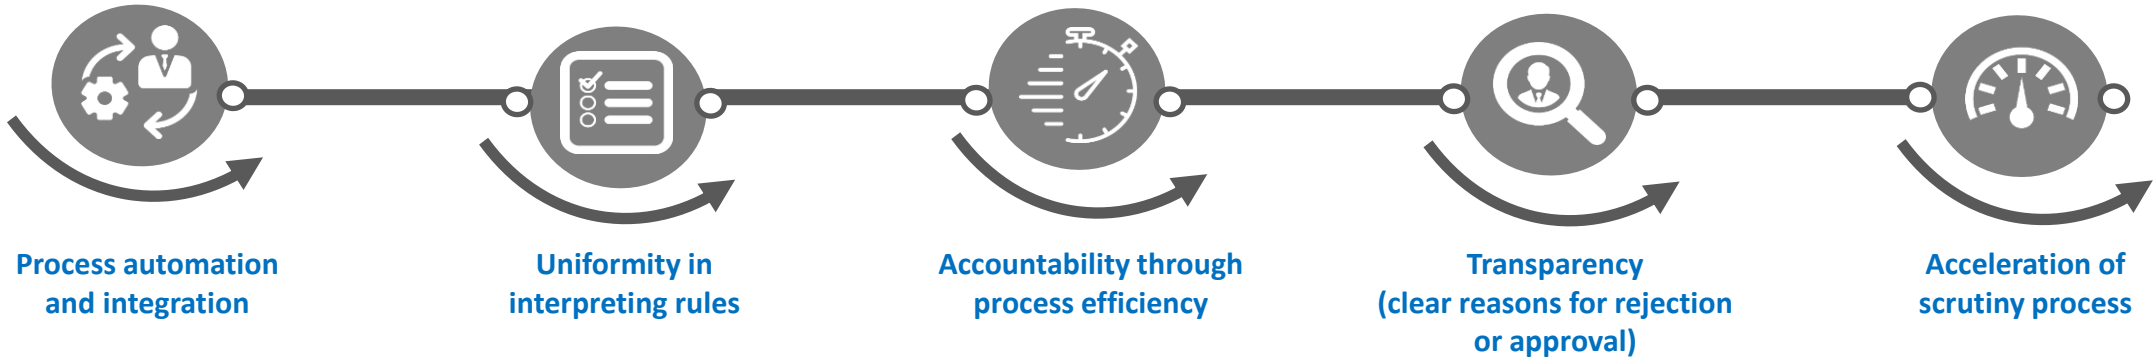 Process automation
and integration
Uniformity in
interpreting rules
Accountability through
process efficiency
Transparency
(clear reasons for rejection
or approval)
Acceleration of
scrutiny process